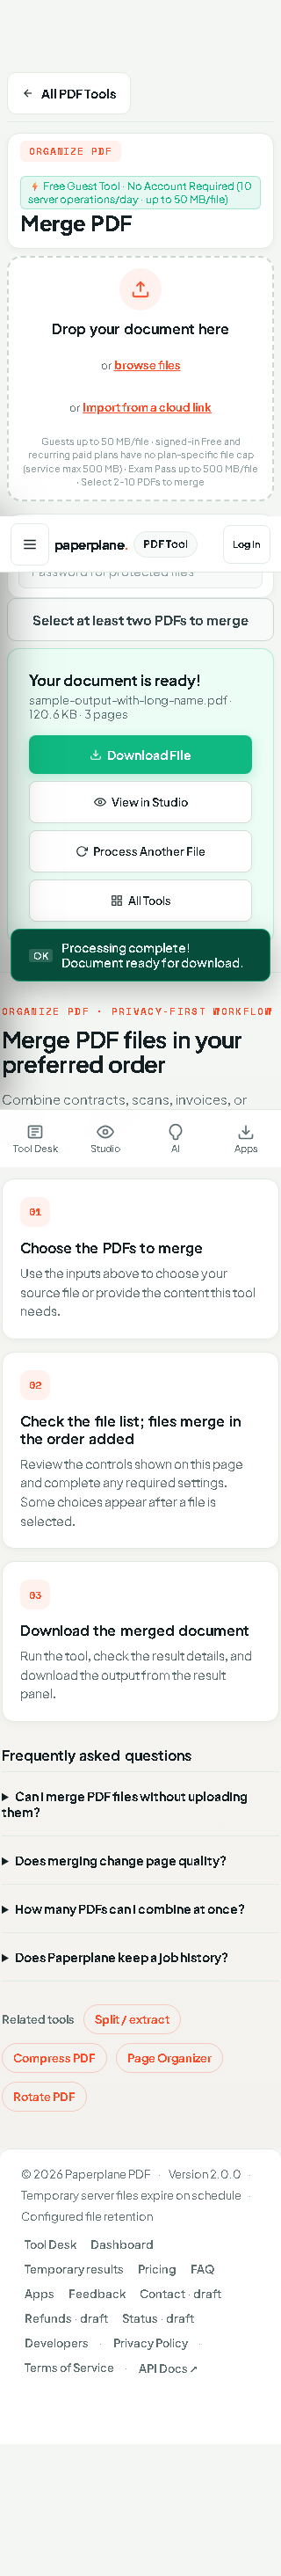 ← All PDF Tools
ORGANIZE PDF
Free Guest Tool · No Account Required (10
server operations/day · up to 50 MB/file)
Merge PDF
Drop your document here
or browse files
or Import from a cloud link
Guests up to 50 MB/file · signed-in Free and
recurring paid plans have no plan-specific file cap
(service max 500 MB) · Exam Pass up to 500 MB/file
· Select 2-10 PDFs to merge
paperplane.
PDF Tool
Log In
Password for protected files
Select at least two PDFs to merge
Your document is ready!
sample-output-with-long-name.pdf ·
120.6 KB · 3 pages
Download File
View in Studio
Process Another File
All Tools
OK
Processing complete!
Document ready for download.
ORGANIZE PDF · PRIVACY-FIRST WORKFLOW
Merge PDF files in your
preferred order
Combine contracts, scans, invoices, or
Tool Desk
Studio
AI
Apps
01
Choose the PDFs to merge
Use the inputs above to choose your
source file or provide the content this tool
needs.
02
Check the file list; files merge in
the order added
Review the controls shown on this page
and complete any required settings.
Some choices appear after a file is
selected.
03
Download the merged document
Run the tool, check the result details, and
download the output from the result
panel.
Frequently asked questions
▶ Can I merge PDF files without uploading
them?
▶ Does merging change page quality?
▶ How many PDFs can I combine at once?
▶ Does Paperplane keep a job history?
Related tools
Split / extract
Compress PDF
Page Organizer
Rotate PDF
© 2026 Paperplane PDF · Version 2.0.0 ·
Temporary server files expire on schedule ·
Configured file retention
Tool Desk Dashboard
Temporary results Pricing FAQ
Apps Feedback Contact · draft
Refunds · draft Status · draft
Developers · Privacy Policy ·
Terms of Service · API Docs ↗